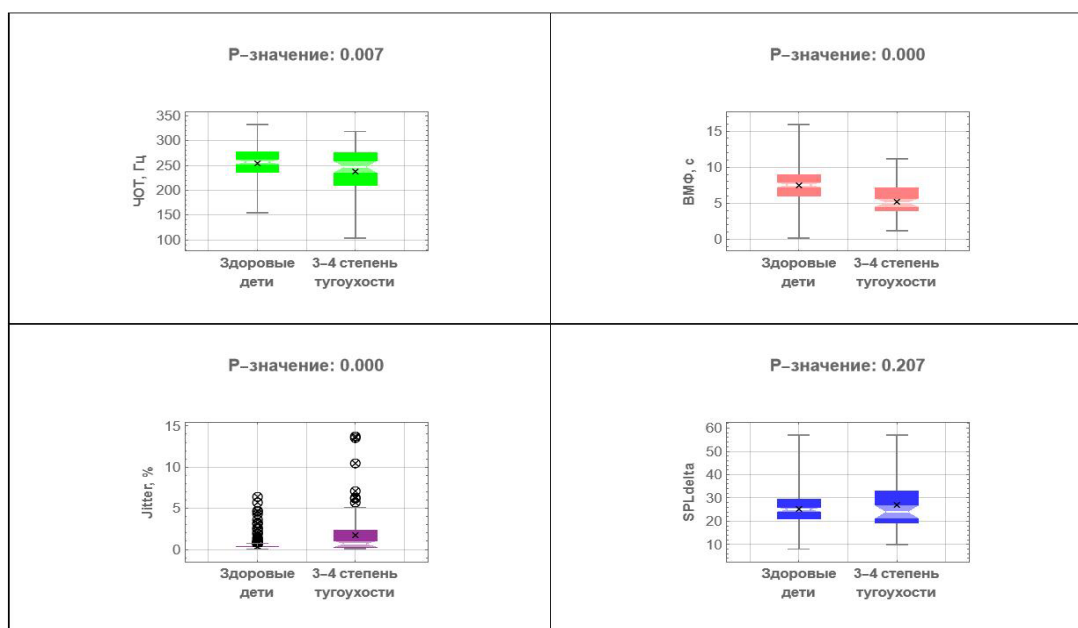 P–значение: 0.007
350
300
250
200
150
100
ЧОТ, Гц
Здоровые 3–4 степень
дети тугоухости
P–значение: 0.000
15
10
5
0
ВМФ, с
Здоровые 3–4 степень
дети тугоухости
P–значение: 0.000
15
10
5
0
Jitter, %
Здоровые 3–4 степень
дети тугоухости
P–значение: 0.207
60
50
40
30
20
10
SPLdelta
Здоровые 3–4 степень
дети тугоухости